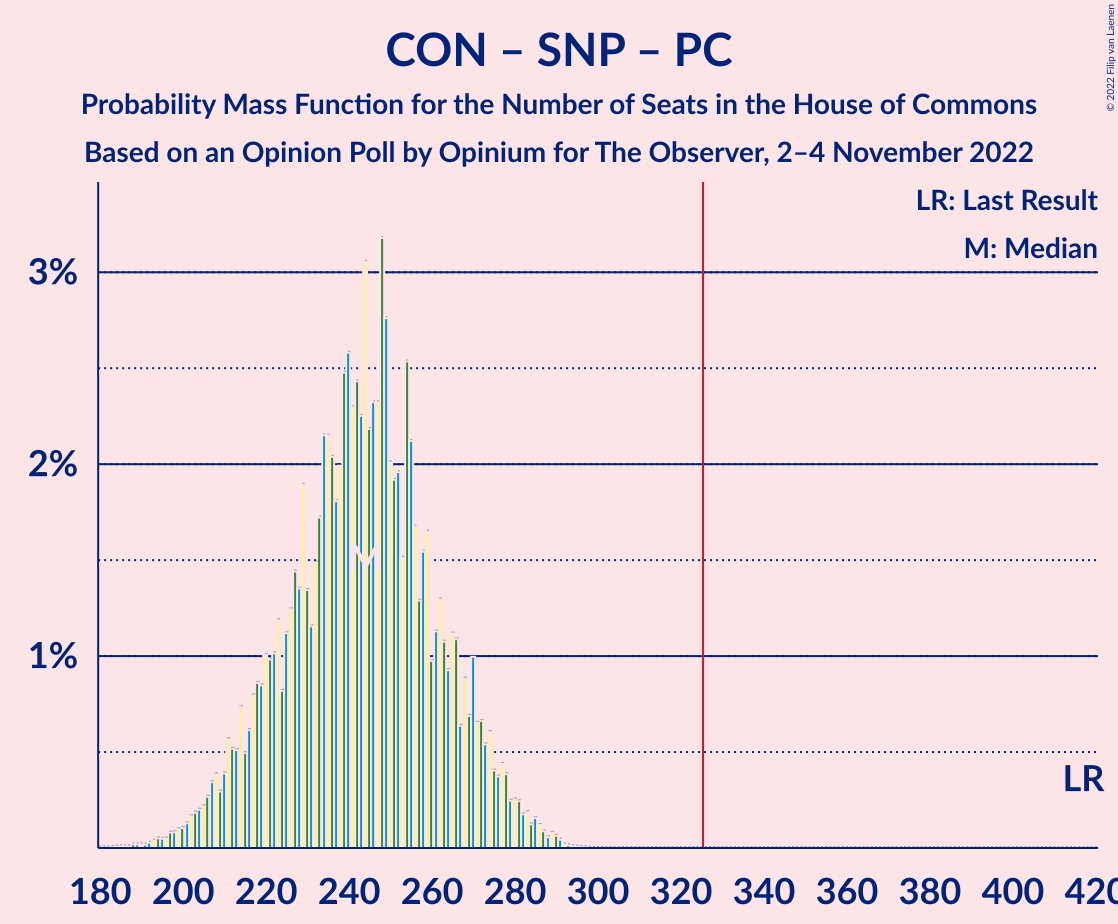 CON – SNP – PC
Probability Mass Function for the Number of Seats in the House of Commons
Based on an Opinion Poll by Opinium for The Observer, 2–4 November 2022
© 2022 Filip van Laenen
LR: Last Result
M: Median
3%
2%
1%
M
LR
180 200 220 240 260 280 300 320 340 360 380 400 420